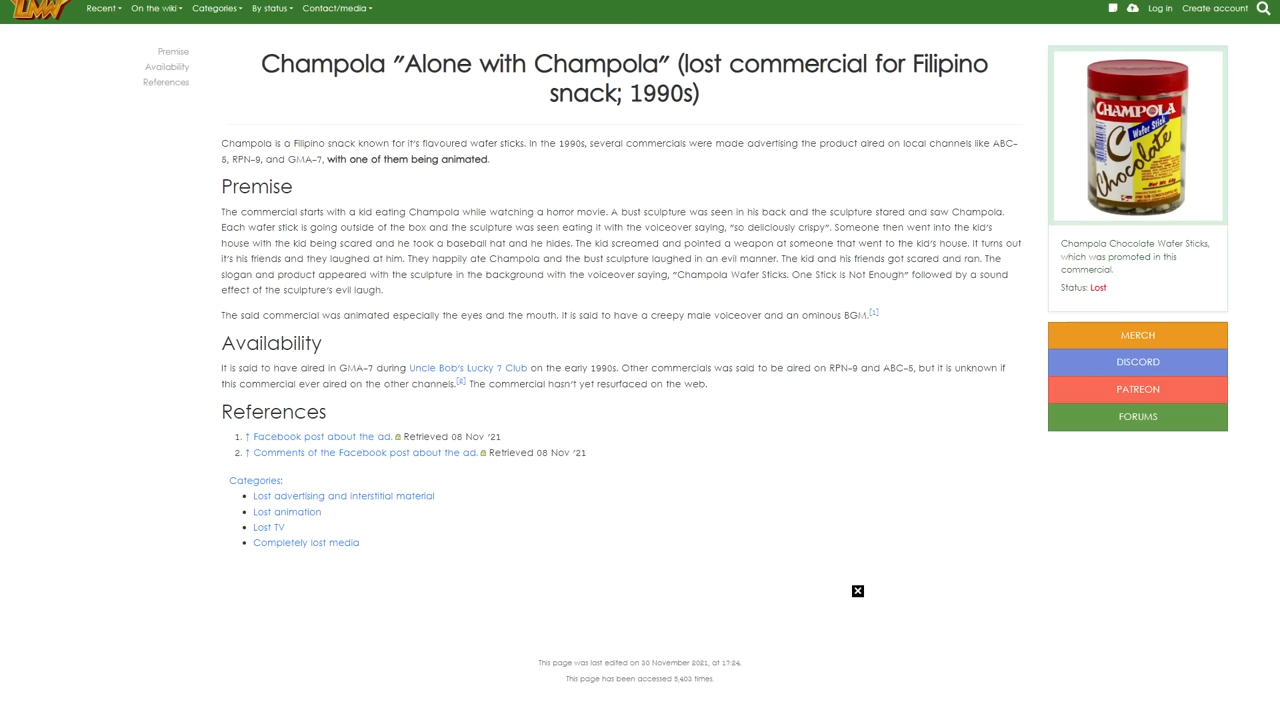 LMW Recent On the wiki Categories By status Contact/media Log in Create account
Premise
Availability
References
Champola "Alone with Champola" (lost commercial for Filipino
snack; 1990s)
Champola is a Filipino snack known for it's flavoured wafer sticks. In the 1990s, several commercials were made advertising the product aired on local channels like ABC-
5, RPN-9, and GMA-7, with one of them being animated.
Premise
The commercial starts with a kid eating Champola while watching a horror movie. A bust sculpture was seen in his back and the sculpture stared and saw Champola.
Each wafer stick is going outside of the box and the sculpture was seen eating it with the voiceover saying, "so deliciously crispy". Someone then went into the kid's
house with the kid being scared and he took a baseball hat and he hides. The kid screamed and pointed a weapon at someone that went to the kid's house. It turns out
it's his friends and they laughed at him. They happily ate Champola and the bust sculpture laughed in an evil manner. The kid and his friends got scared and ran. The
slogan and product appeared with the sculpture in the background with the voiceover saying, "Champola Wafer Sticks. One Stick is Not Enough" followed by a sound
effect of the sculpture's evil laugh.
The said commercial was animated especially the eyes and the mouth. It is said to have a creepy male voiceover and an ominous BGM.[1]
Availability
It is said to have aired in GMA-7 during Uncle Bob's Lucky 7 Club on the early 1990s. Other commercials was said to be aired on RPN-9 and ABC-5, but it is unknown if
this commercial ever aired on the other channels.[2] The commercial hasn't yet resurfaced on the web.
References
1. ↑ Facebook post about the ad. Retrieved 08 Nov '21
2. ↑ Comments of the Facebook post about the ad. Retrieved 08 Nov '21
Categories:
Lost advertising and interstitial material
Lost animation
Lost TV
Completely lost media
CHAMPOLA
Wafer Stick
Chocolate
Champola Chocolate Wafer Sticks,
which was promoted in this
commercial.
Status: Lost
MERCH
DISCORD
PATREON
FORUMS
This page was last edited on 30 November 2021, at 17:24.
This page has been accessed 5,403 times.